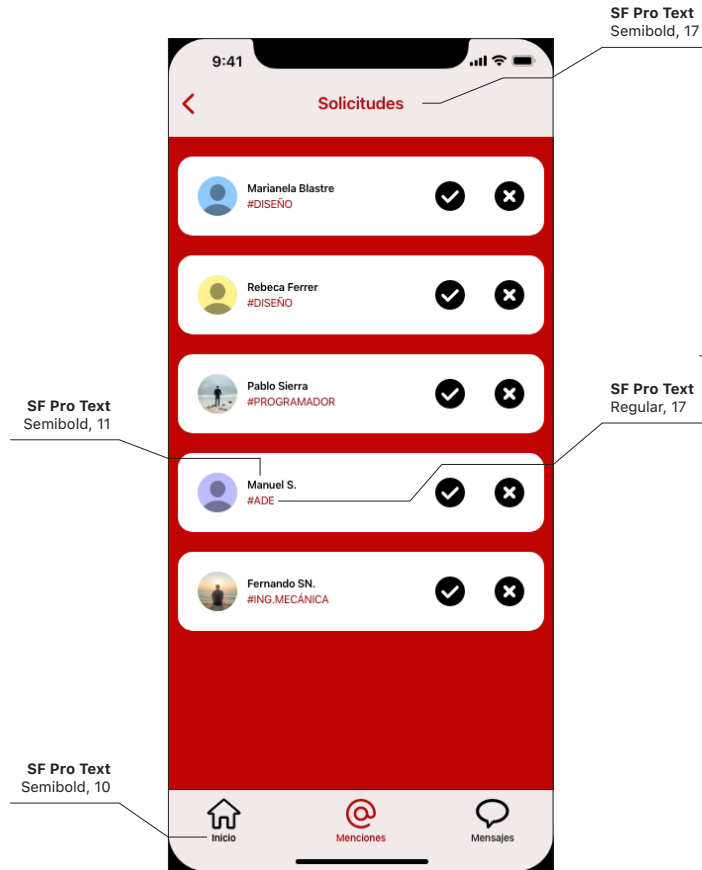 SF Pro Text
Semibold, 17
9:41
Solicitudes
Marianela Blastre
#DISEÑO
Rebeca Ferrer
#DISEÑO
Pablo Sierra
#PROGRAMADOR
SF Pro Text
Regular, 17
SF Pro Text
Semibold, 11
Manuel S.
#ADE
Fernando SN.
#ING.MECÁNICA
SF Pro Text
Semibold, 10
Inicio
Menciones
Mensajes